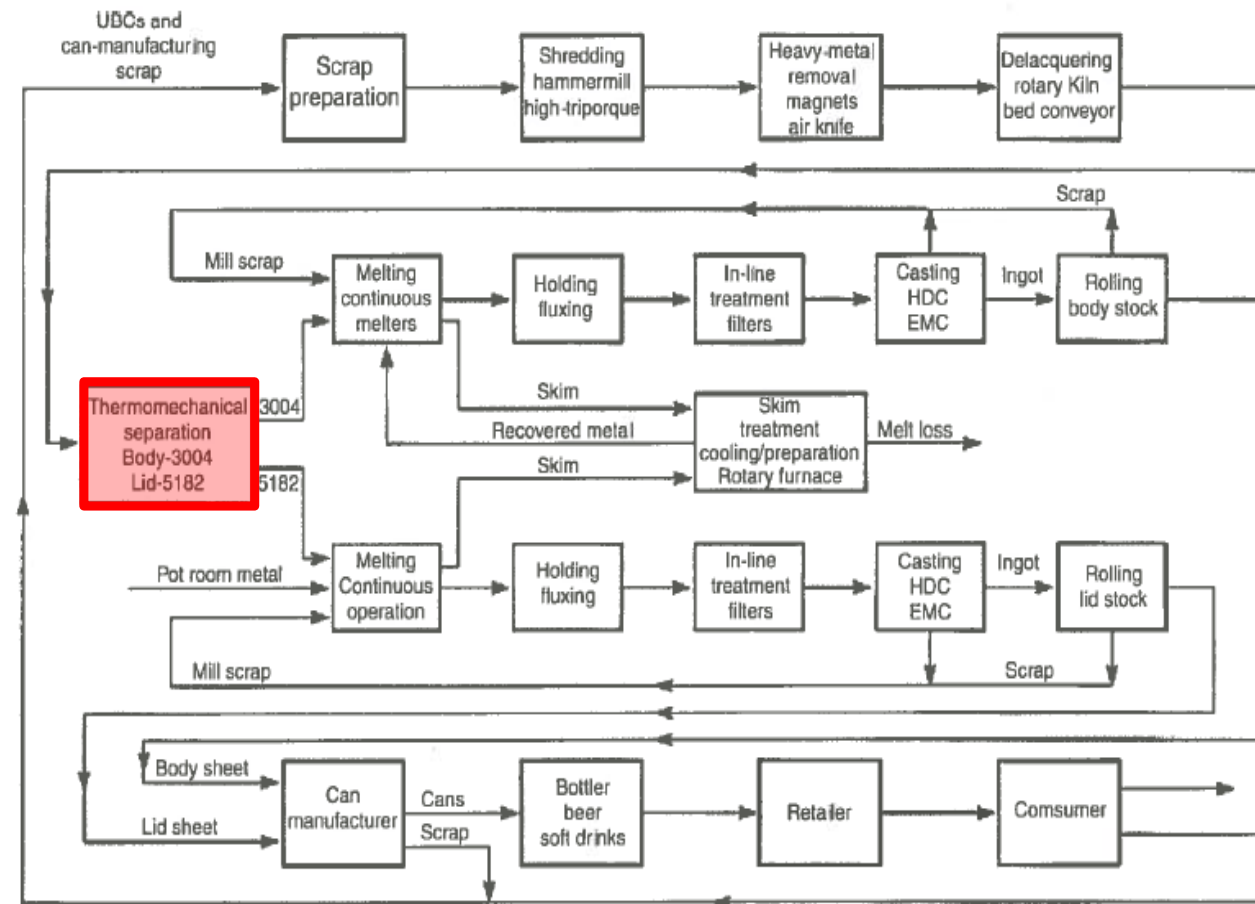 UBCs and
can-manufacturing
scrap
Scrap
preparation
Shredding
hammermill
high-triporque
Heavy-metal
removal
magnets
air knife
Delacquering
rotary Kiln
bed conveyor
Scrap
Mill scrap
Melting
continuous
melters
Holding
fluxing
In-line
treatment
filters
Casting
HDC
EMC
Ingot
Rolling
body stock
Thermomechanical
separation
Body-3004
Lid-5182
3004
5182
Skim
Recovered metal
Skim
Skim
treatment
cooling/preparation
Rotary furnace
Melt loss
Pot room metal
Melting
Continuous
operation
Holding
fluxing
In-line
treatment
filters
Casting
HDC
EMC
Ingot
Rolling
lid stock
Mill scrap
Scrap
Body sheet
Lid sheet
Can
manufacturer
Cans
Scrap
Bottler
beer
soft drinks
Retailer
Comsumer